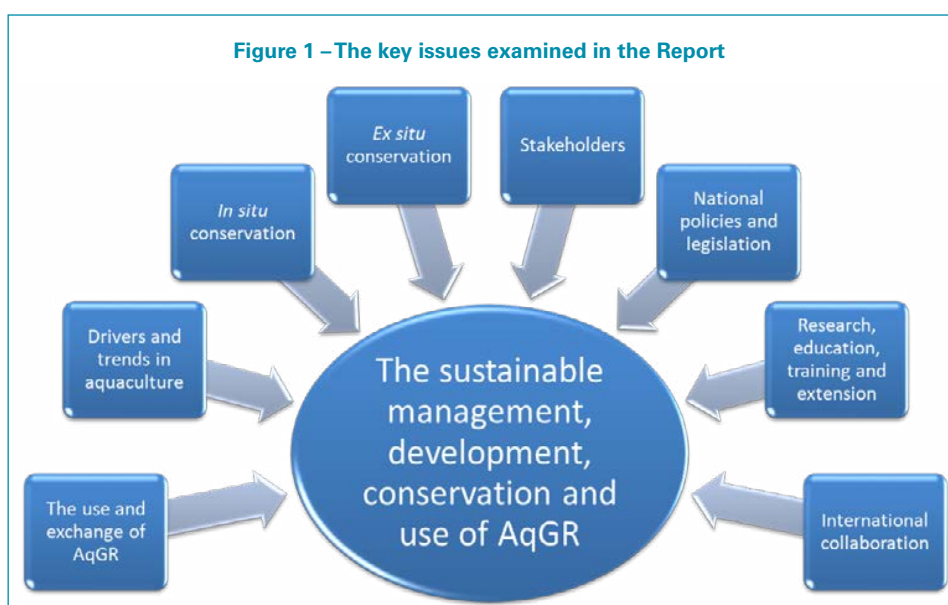 Figure 1 – The key issues examined in the Report
Ex situ
conservation
Stakeholders
In situ
conservation
National
policies and
legislation
Drivers and
trends in
aquaculture
Research,
education,
training and
extension
The sustainable
management,
development,
conservation and
use of AqGR
The use and
exchange of
AqGR
International
collaboration